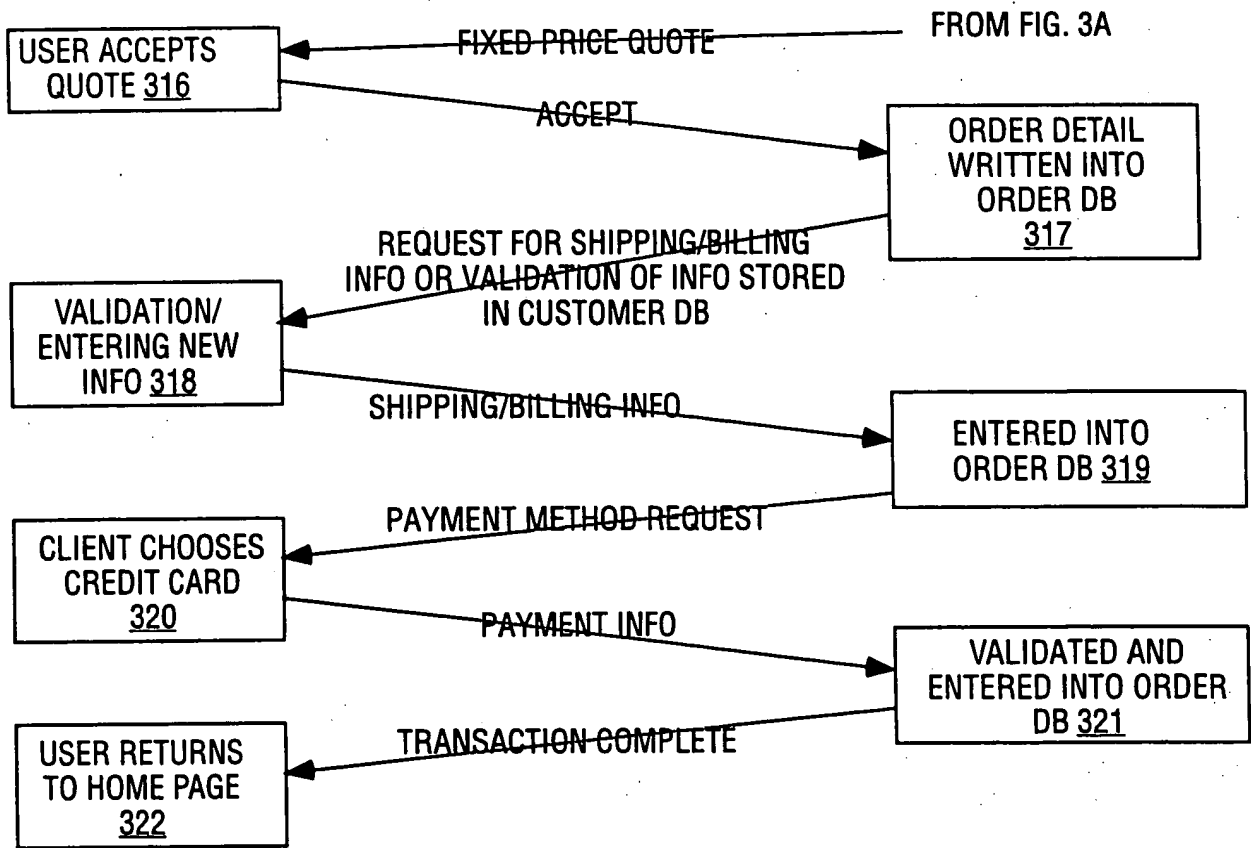 FROM FIG. 3A
FIXED PRICE QUOTE
USER ACCEPTS
QUOTE 316
ACCEPT
ORDER DETAIL
WRITTEN INTO
ORDER DB
317
REQUEST FOR SHIPPING/BILLING
INFO OR VALIDATION OF INFO STORED
IN CUSTOMER DB
VALIDATION/
ENTERING NEW
INFO 318
SHIPPING/BILLING INFO
ENTERED INTO
ORDER DB 319
PAYMENT METHOD REQUEST
CLIENT CHOOSES
CREDIT CARD
320
PAYMENT INFO
VALIDATED AND
ENTERED INTO ORDER
DB 321
TRANSACTION COMPLETE
USER RETURNS
TO HOME PAGE
322